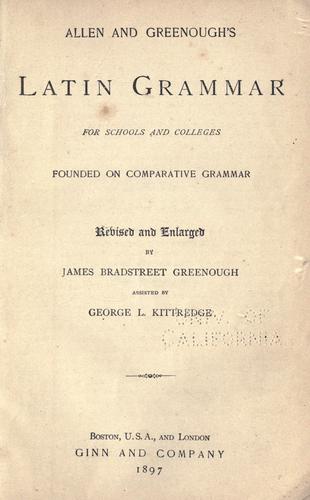 ALLEN AND GREENOUGH'S
LATIN GRAMMAR
FOR SCHOOLS AND COLLEGES
FOUNDED ON COMPARATIVE GRAMMAR
Revised and Enlarged
BY
JAMES BRADSTREET GREENOUGH
ASSISTED BY
GEORGE L. KITTREDGE
CALIFORNIA
BOSTON, U.S.A., AND LONDON
GINN AND COMPANY
1897